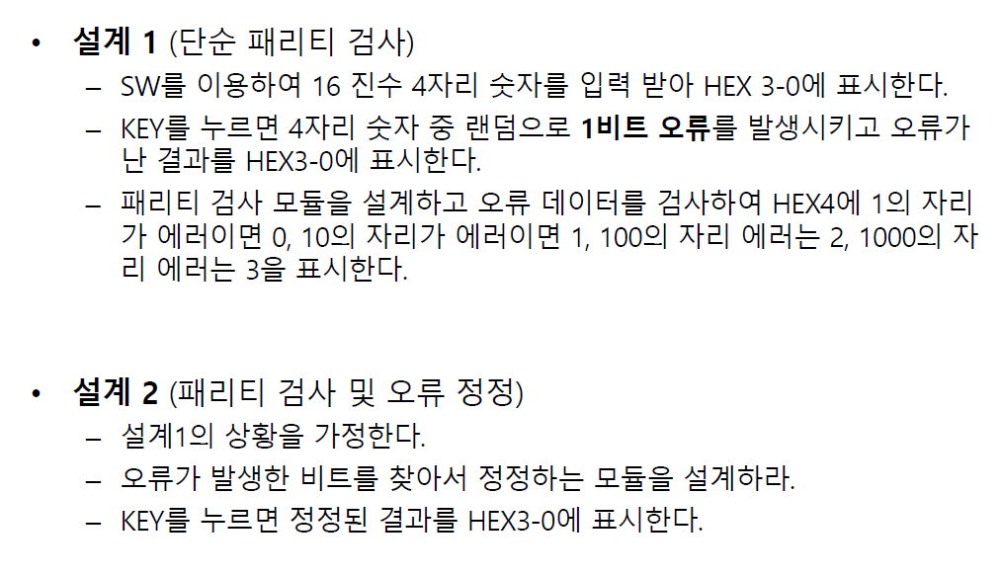 • 설계 1 (단순 패리티 검사)
– SW를 이용하여 16 진수 4자리 숫자를 입력 받아 HEX 3-0에 표시한다.
– KEY를 누르면 4자리 숫자 중 랜덤으로 1비트 오류를 발생시키고 오류가
난 결과를 HEX3-0에 표시한다.
– 패리티 검사 모듈을 설계하고 오류 데이터를 검사하여 HEX4에 1의 자리
가 에러이면 0, 10의 자리가 에러이면 1, 100의 자리 에러는 2, 1000의 자
리 에러는 3을 표시한다.
• 설계 2 (패리티 검사 및 오류 정정)
– 설계1의 상황을 가정한다.
– 오류가 발생한 비트를 찾아서 정정하는 모듈을 설계하라.
– KEY를 누르면 정정된 결과를 HEX3-0에 표시한다.